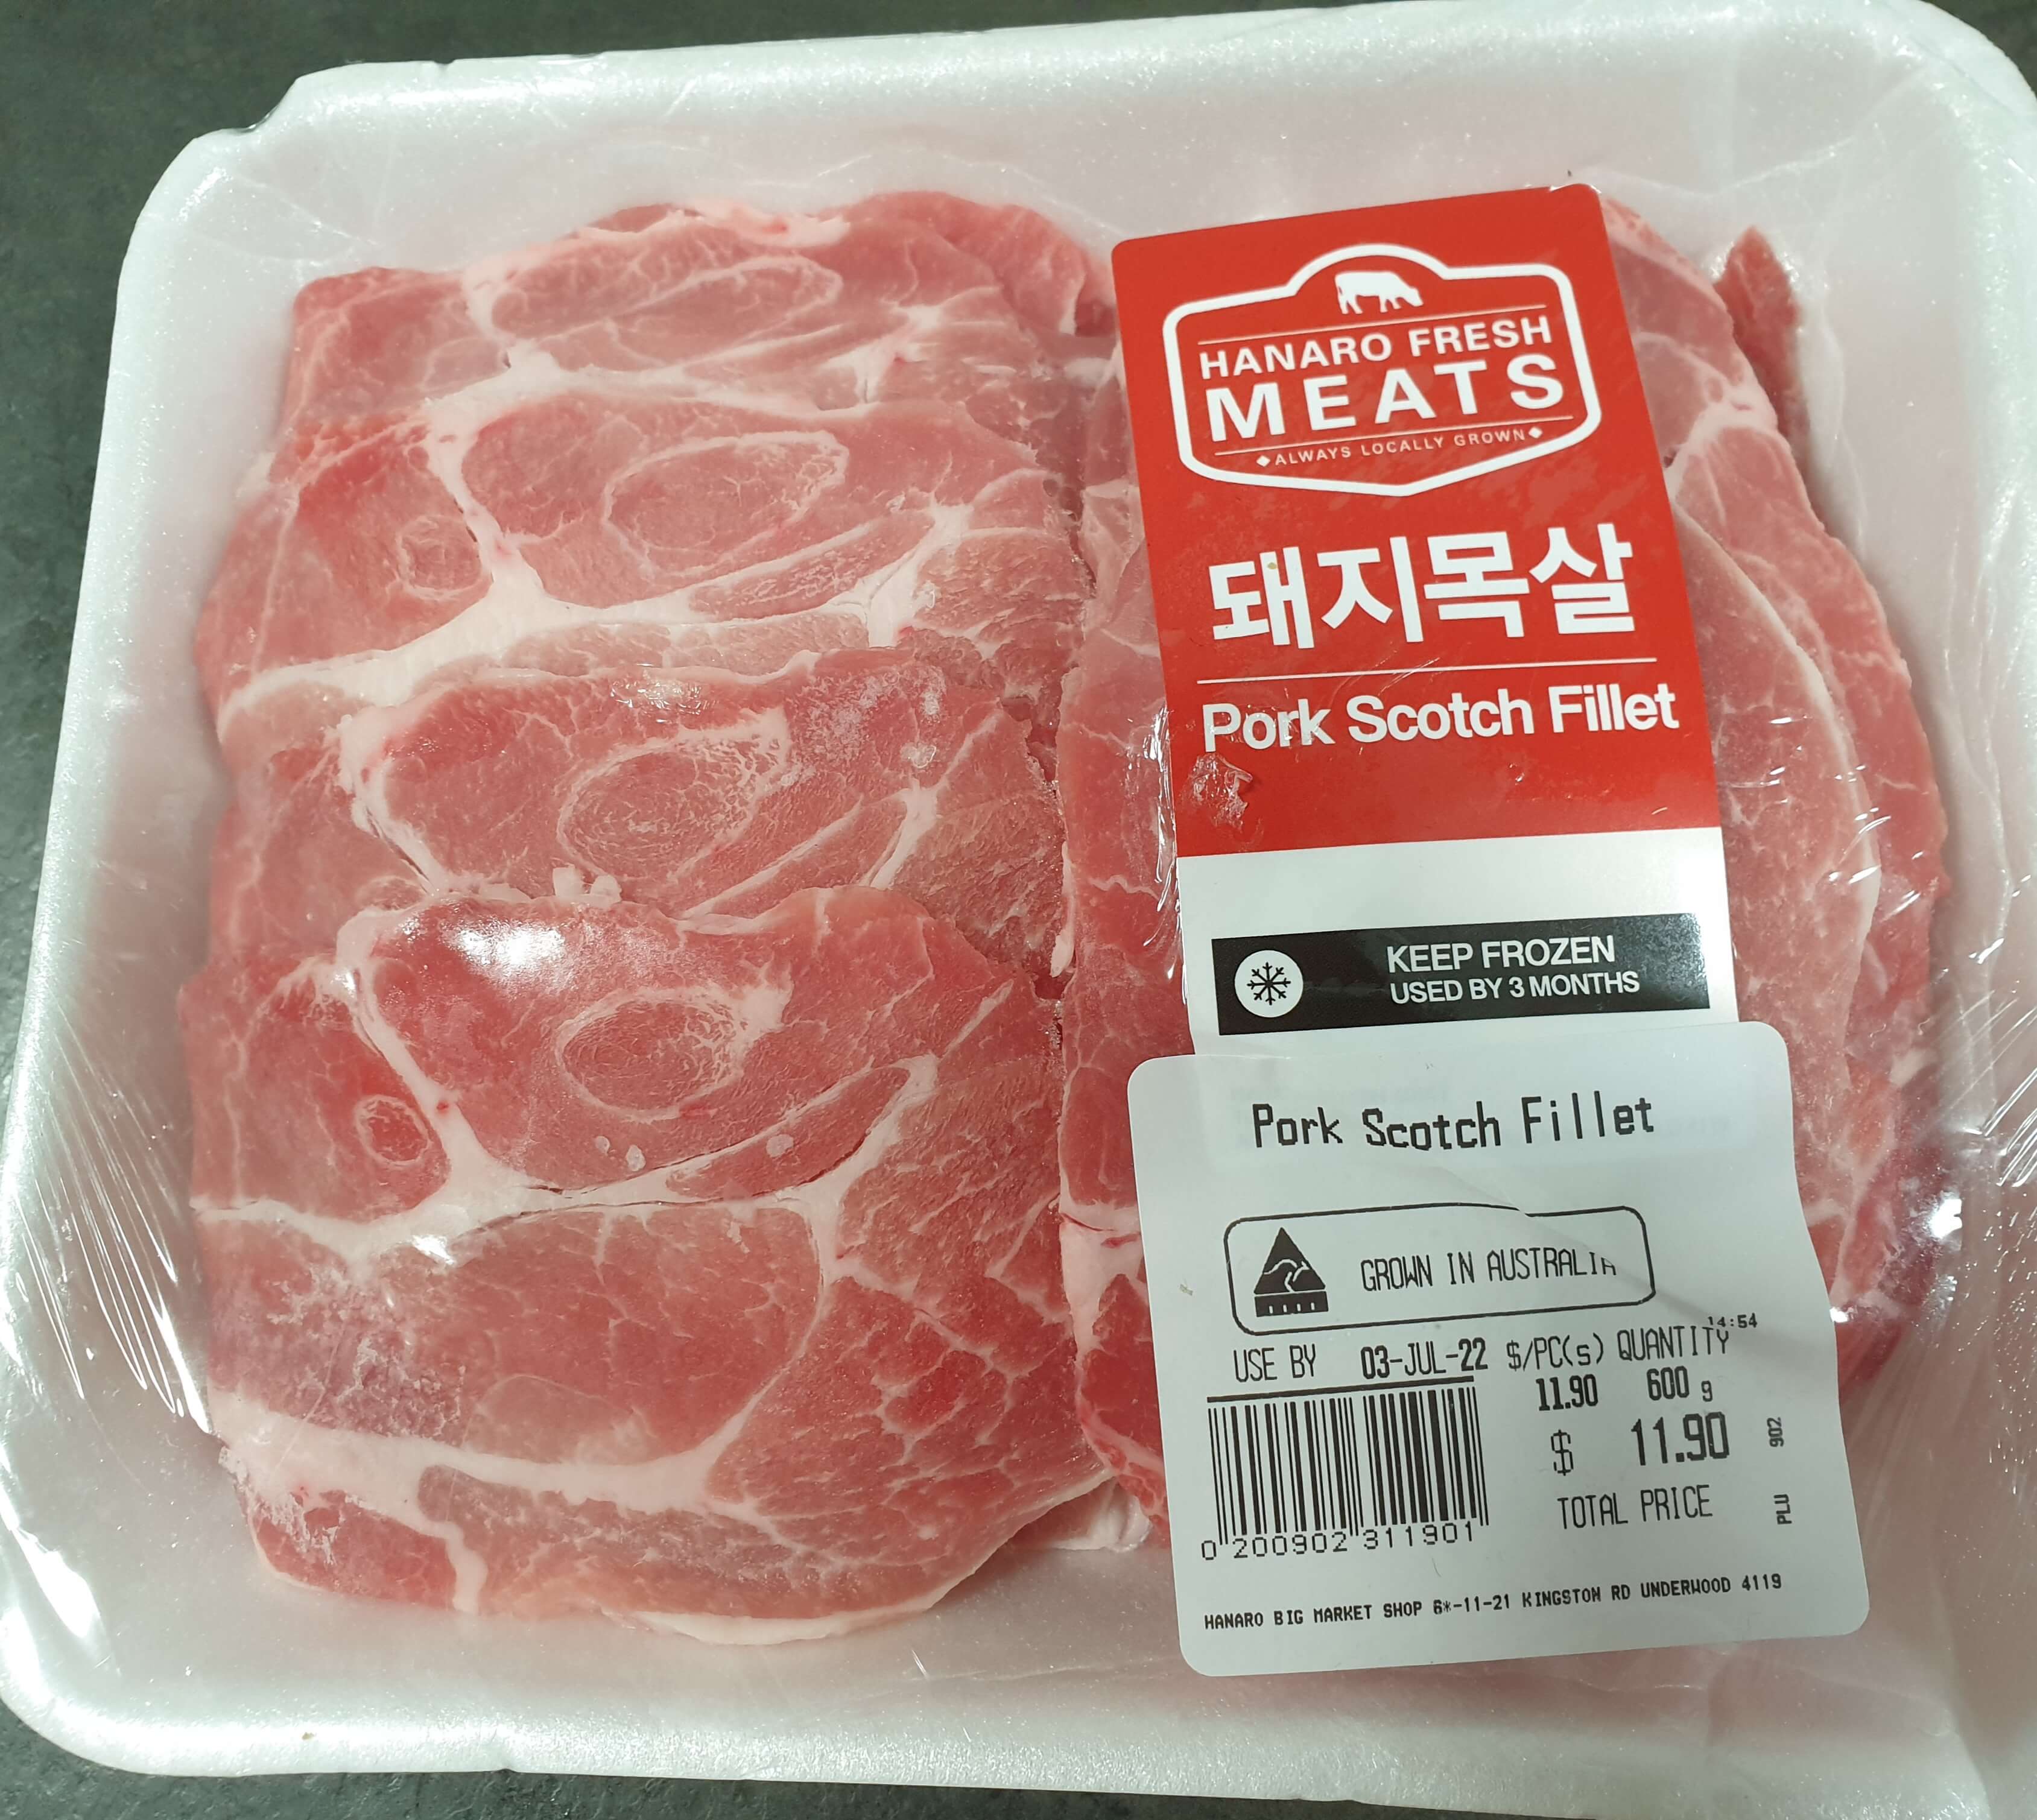 HANARO FRESH
MEATS
ALWAYS LOCALLY GROWN
돼지목살
Pork Scotch Fillet
KEEP FROZEN
USED BY 3 MONTHS
Pork Scotch Fillet
GROWN IN AUSTRALIA
14:54
USE BY 03-JUL-22 $/PC(s) QUANTITY
11.90 600 g
$ 11.90
TOTAL PRICE
PLU 902
0 200902 311901
HANARO BIG MARKET SHOP 6*-11-21 KINGSTON RD UNDERWOOD 4119